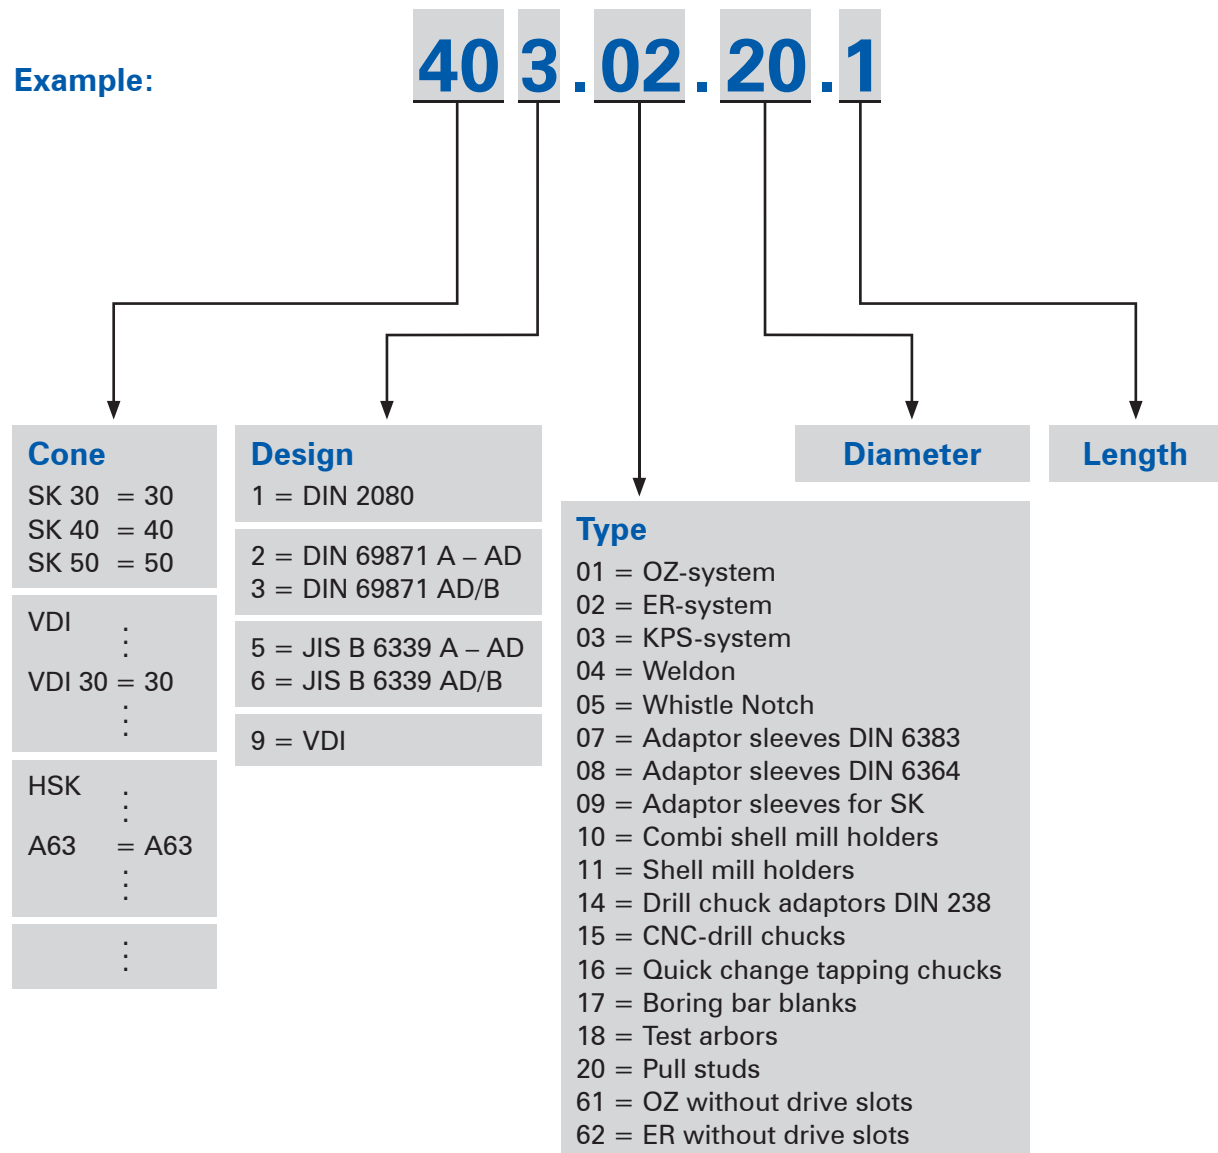 Example:
40 3 . 02 . 20 . 1
Cone
SK 30 = 30
SK 40 = 40
SK 50 = 50
VDI
⋮
VDI 30 = 30
⋮
HSK
⋮
A63 = A63
⋮
⋮
Design
1 = DIN 2080
2 = DIN 69871 A – AD
3 = DIN 69871 AD/B
5 = JIS B 6339 A – AD
6 = JIS B 6339 AD/B
9 = VDI
Type
01 = OZ-system
02 = ER-system
03 = KPS-system
04 = Weldon
05 = Whistle Notch
07 = Adaptor sleeves DIN 6383
08 = Adaptor sleeves DIN 6364
09 = Adaptor sleeves for SK
10 = Combi shell mill holders
11 = Shell mill holders
14 = Drill chuck adaptors DIN 238
15 = CNC-drill chucks
16 = Quick change tapping chucks
17 = Boring bar blanks
18 = Test arbors
20 = Pull studs
61 = OZ without drive slots
62 = ER without drive slots
Diameter
Length